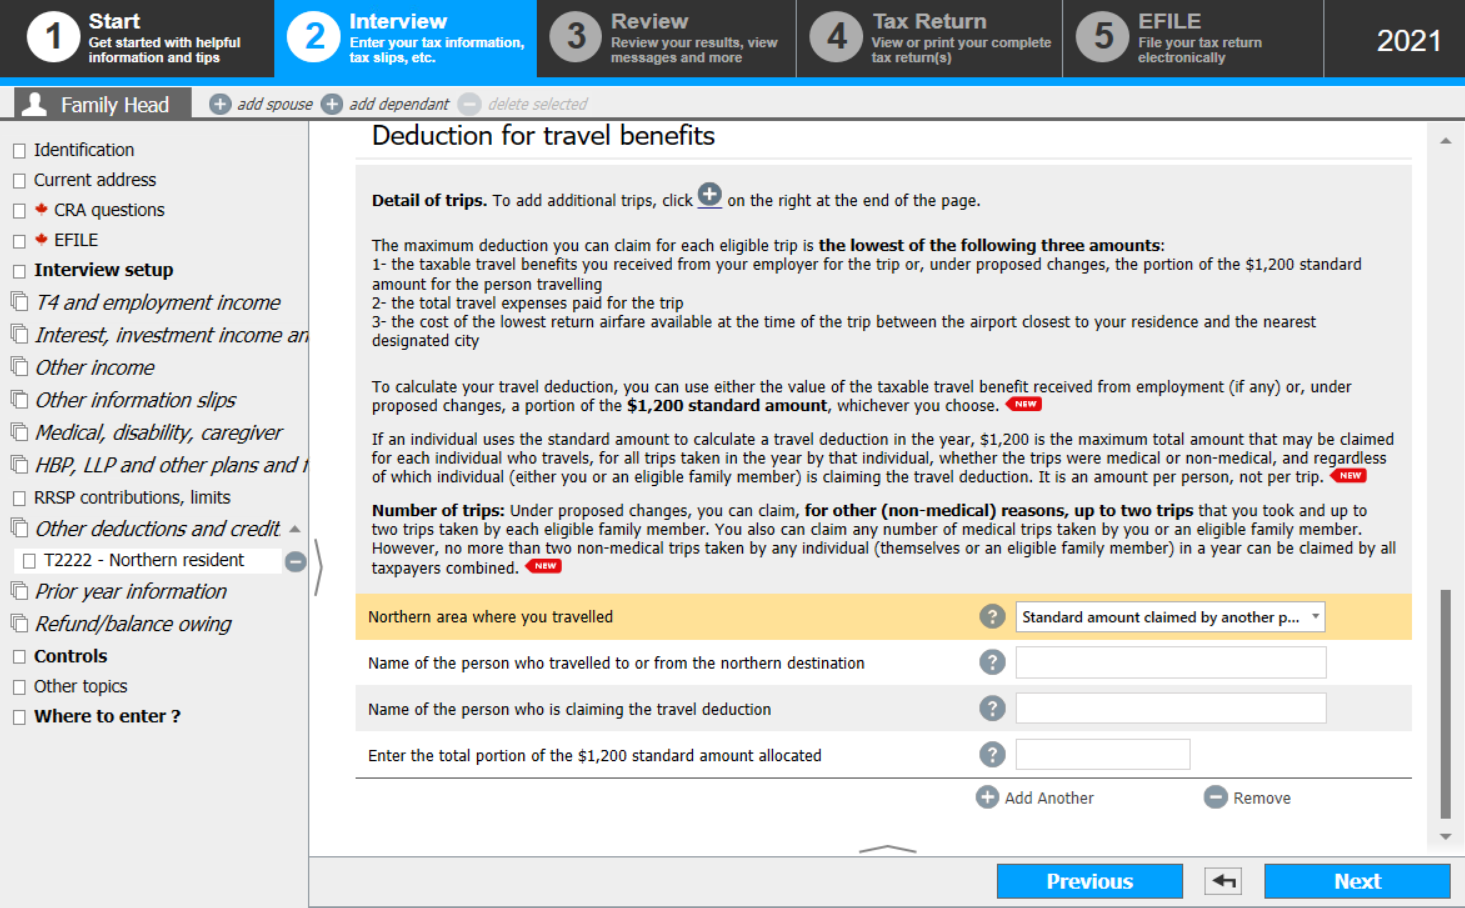 1
Start
Get started with helpful
information and tips
2
Interview
Enter your tax information,
tax slips, etc.
3
Review
Review your results, view
messages and more
4
Tax Return
View or print your complete
tax return(s)
5
EFILE
File your tax return
electronically
2021
Family Head
add spouse
add dependant
delete selected
Identification
Current address
CRA questions
EFILE
Interview setup
T4 and employment income
Interest, investment income an
Other income
Other information slips
Medical, disability, caregiver
HBP, LLP and other plans and f
RRSP contributions, limits
Other deductions and credit
T2222 - Northern resident
Prior year information
Refund/balance owing
Controls
Other topics
Where to enter ?
Deduction for travel benefits
Detail of trips. To add additional trips, click on the right at the end of the page.
The maximum deduction you can claim for each eligible trip is the lowest of the following three amounts:
1- the taxable travel benefits you received from your employer for the trip or, under proposed changes, the portion of the $1,200 standard
amount for the person travelling
2- the total travel expenses paid for the trip
3- the cost of the lowest return airfare available at the time of the trip between the airport closest to your residence and the nearest
designated city
To calculate your travel deduction, you can use either the value of the taxable travel benefit received from employment (if any) or, under
proposed changes, a portion of the $1,200 standard amount, whichever you choose. NEW
If an individual uses the standard amount to calculate a travel deduction in the year, $1,200 is the maximum total amount that may be claimed
for each individual who travels, for all trips taken in the year by that individual, whether the trips were medical or non-medical, and regardless
of which individual (either you or an eligible family member) is claiming the travel deduction. It is an amount per person, not per trip. NEW
Number of trips: Under proposed changes, you can claim, for other (non-medical) reasons, up to two trips that you took and up to
two trips taken by each eligible family member. You also can claim any number of medical trips taken by you or an eligible family member.
However, no more than two non-medical trips taken by any individual (themselves or an eligible family member) in a year can be claimed by all
taxpayers combined. NEW
Northern area where you travelled
? Standard amount claimed by another p...
Name of the person who travelled to or from the northern destination
?
Name of the person who is claiming the travel deduction
?
Enter the total portion of the $1,200 standard amount allocated
?
Add Another
Remove
Previous
Next